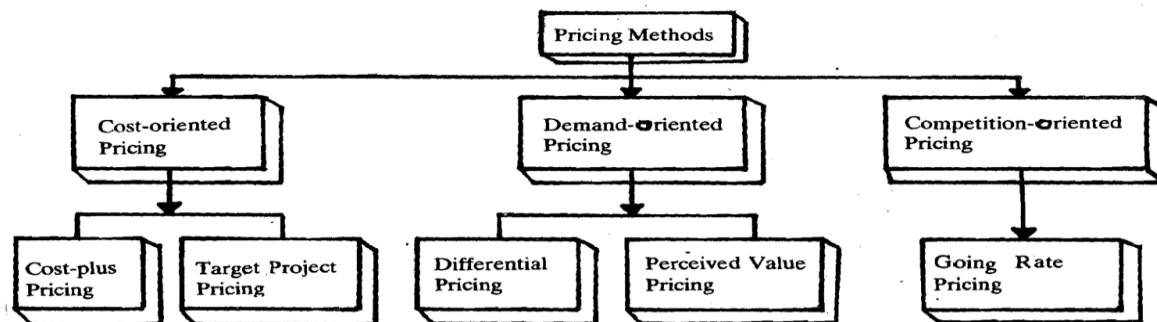 Pricing Methods
Cost-oriented
Pricing
Demand-oriented
Pricing
Competition-oriented
Pricing
Cost-plus
Pricing
Target Project
Pricing
Differential
Pricing
Perceived Value
Pricing
Going Rate
Pricing